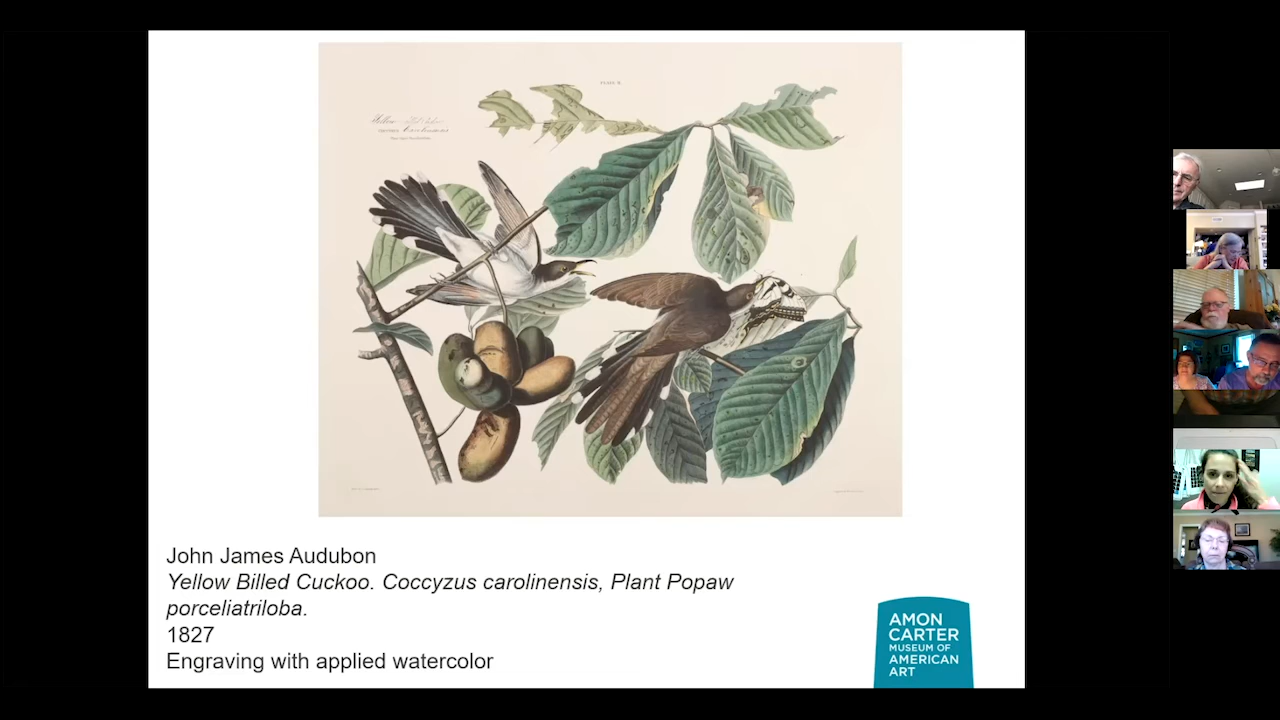 John James Audubon
Yellow Billed Cuckoo. Coccyzus carolinensis, Plant Popaw
porceliatriloba.
1827
Engraving with applied watercolor
AMON
CARTER
MUSEUM OF
AMERICAN
ART